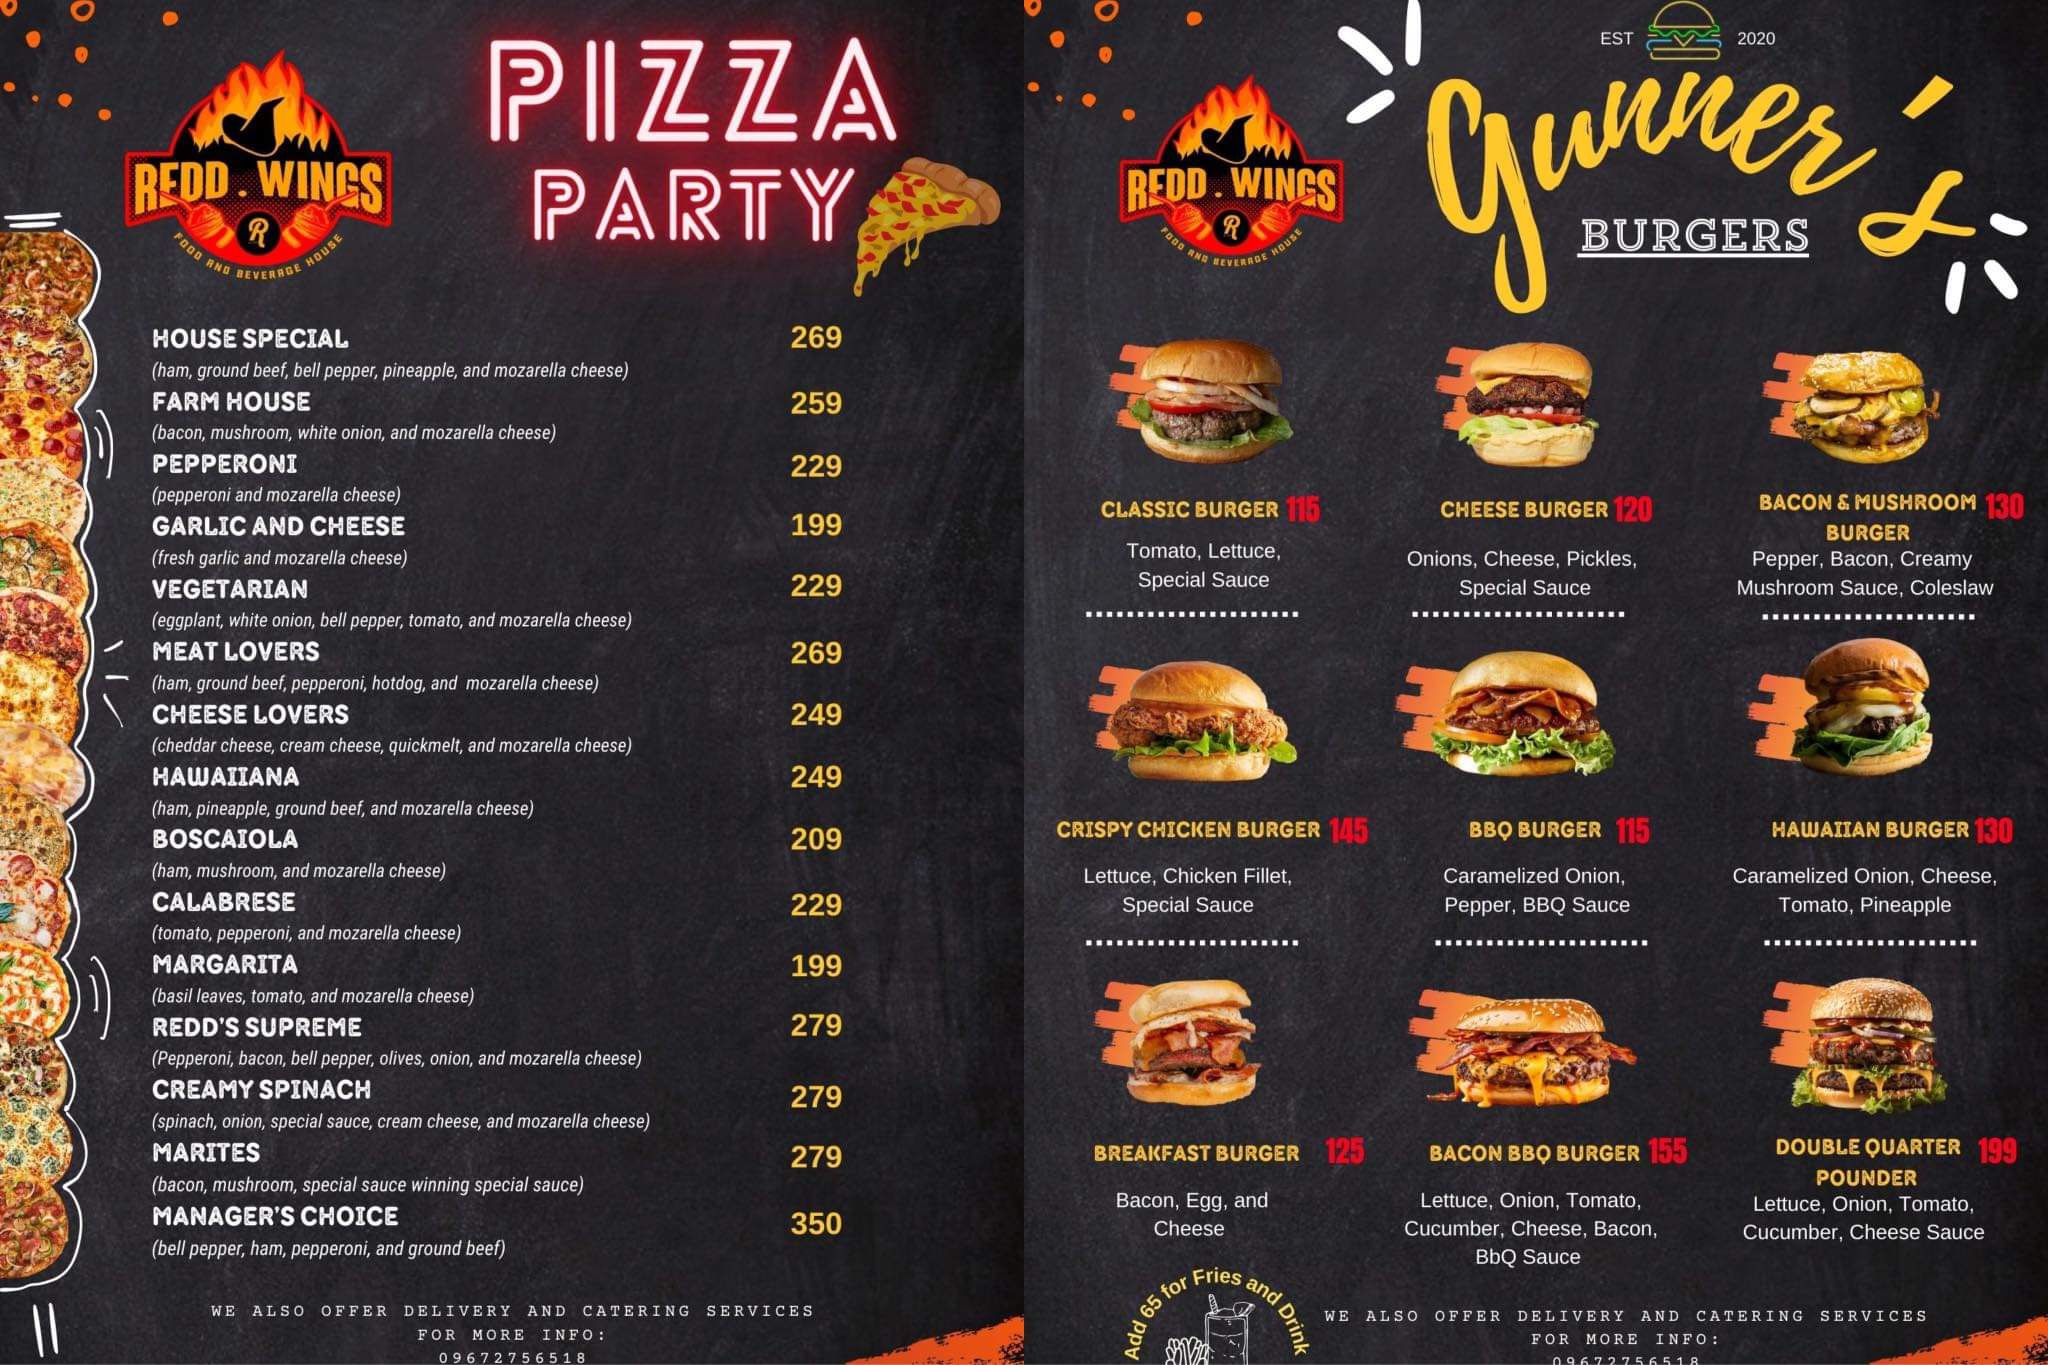 REDD.WINGS
R
FOOD AND BEVERAGE HOUSE
PIZZA
PARTY
HOUSE SPECIAL 269
(ham, ground beef, bell pepper, pineapple, and mozarella cheese)
FARM HOUSE 259
(bacon, mushroom, white onion, and mozarella cheese)
PEPPERONI 229
(pepperoni and mozarella cheese)
GARLIC AND CHEESE 199
(fresh garlic and mozarella cheese)
VEGETARIAN 229
(eggplant, white onion, bell pepper, tomato, and mozarella cheese)
MEAT LOVERS 269
(ham, ground beef, pepperoni, hotdog, and mozarella cheese)
CHEESE LOVERS 249
(cheddar cheese, cream cheese, quickmelt, and mozarella cheese)
HAWAIIANA 249
(ham, pineapple, ground beef, and mozarella cheese)
BOSCAIOLA 209
(ham, mushroom, and mozarella cheese)
CALABRESE 229
(tomato, pepperoni, and mozarella cheese)
MARGARITA 199
(basil leaves, tomato, and mozarella cheese)
REDD'S SUPREME 279
(Pepperoni, bacon, bell pepper, olives, onion, and mozarella cheese)
CREAMY SPINACH 279
(spinach, onion, special sauce, cream cheese, and mozarella cheese)
MARITES 279
(bacon, mushroom, special sauce winning special sauce)
MANAGER'S CHOICE 350
(bell pepper, ham, pepperoni, and ground beef)
WE ALSO OFFER DELIVERY AND CATERING SERVICES
FOR MORE INFO:
09672756518
EST 2020
REDD.WINGS
R
FOOD AND BEVERAGE HOUSE
Gunner's
BURGERS
CLASSIC BURGER 115
Tomato, Lettuce,
Special Sauce
CHEESE BURGER 120
Onions, Cheese, Pickles,
Special Sauce
BACON & MUSHROOM 130
BURGER
Pepper, Bacon, Creamy
Mushroom Sauce, Coleslaw
CRISPY CHICKEN BURGER 145
Lettuce, Chicken Fillet,
Special Sauce
BBQ BURGER 115
Caramelized Onion,
Pepper, BBQ Sauce
HAWAIIAN BURGER 130
Caramelized Onion, Cheese,
Tomato, Pineapple
BREAKFAST BURGER 125
Bacon, Egg, and
Cheese
BACON BBQ BURGER 155
Lettuce, Onion, Tomato,
Cucumber, Cheese, Bacon,
BbQ Sauce
DOUBLE QUARTER 199
POUNDER
Lettuce, Onion, Tomato,
Cucumber, Cheese Sauce
Add 65 for Fries and Drink
WE ALSO OFFER DELIVERY AND CATERING SERVICES
FOR MORE INFO:
09672756518